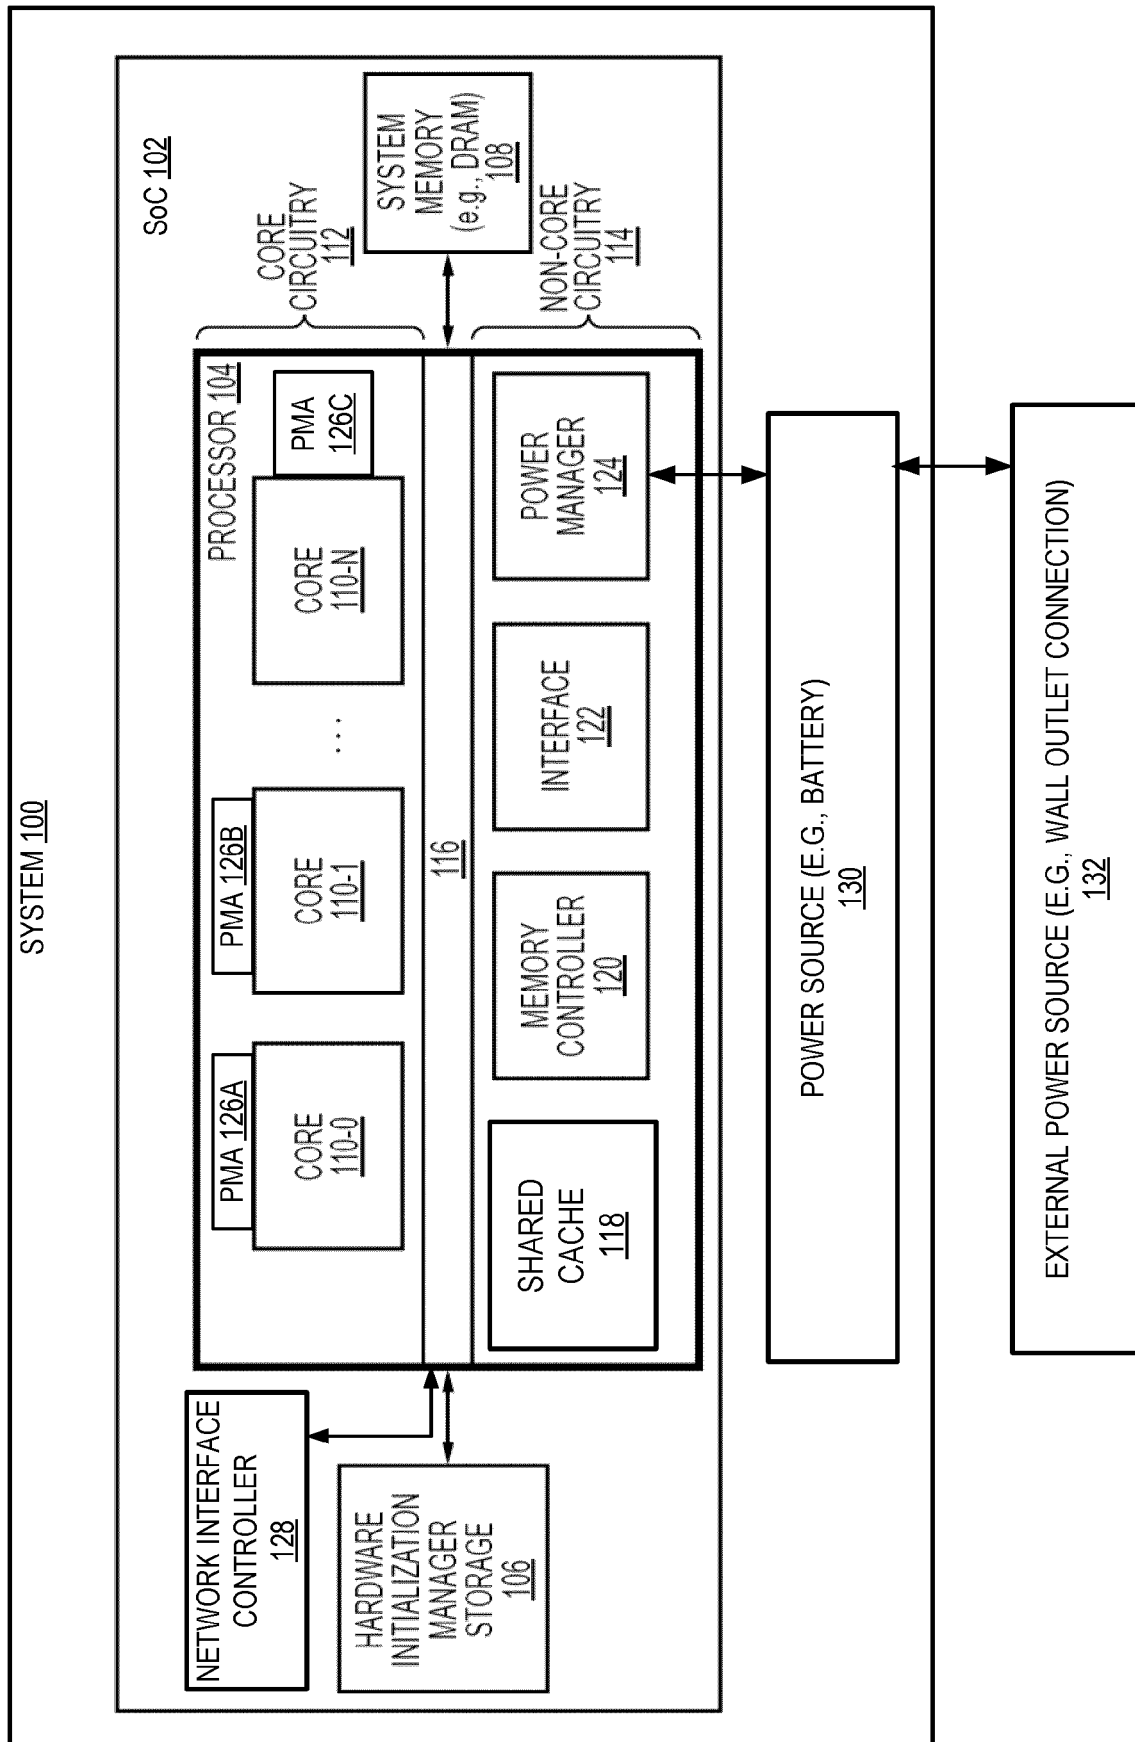 SYSTEM 100
SoC 102
PROCESSOR 104
CORE
CIRCUITRY
112
PMA 126A
CORE
110-0
PMA 126B
CORE
110-1
...
CORE
110-N
PMA
126C
116
NETWORK INTERFACE
CONTROLLER
128
HARDWARE
INITIALIZATION
MANAGER
STORAGE
106
SYSTEM
MEMORY
(e.g., DRAM)
108
NON-CORE
CIRCUITRY
114
SHARED
CACHE
118
MEMORY
CONTROLLER
120
INTERFACE
122
POWER
MANAGER
124
POWER SOURCE (E.G., BATTERY)
130
EXTERNAL POWER SOURCE (E.G., WALL OUTLET CONNECTION)
132